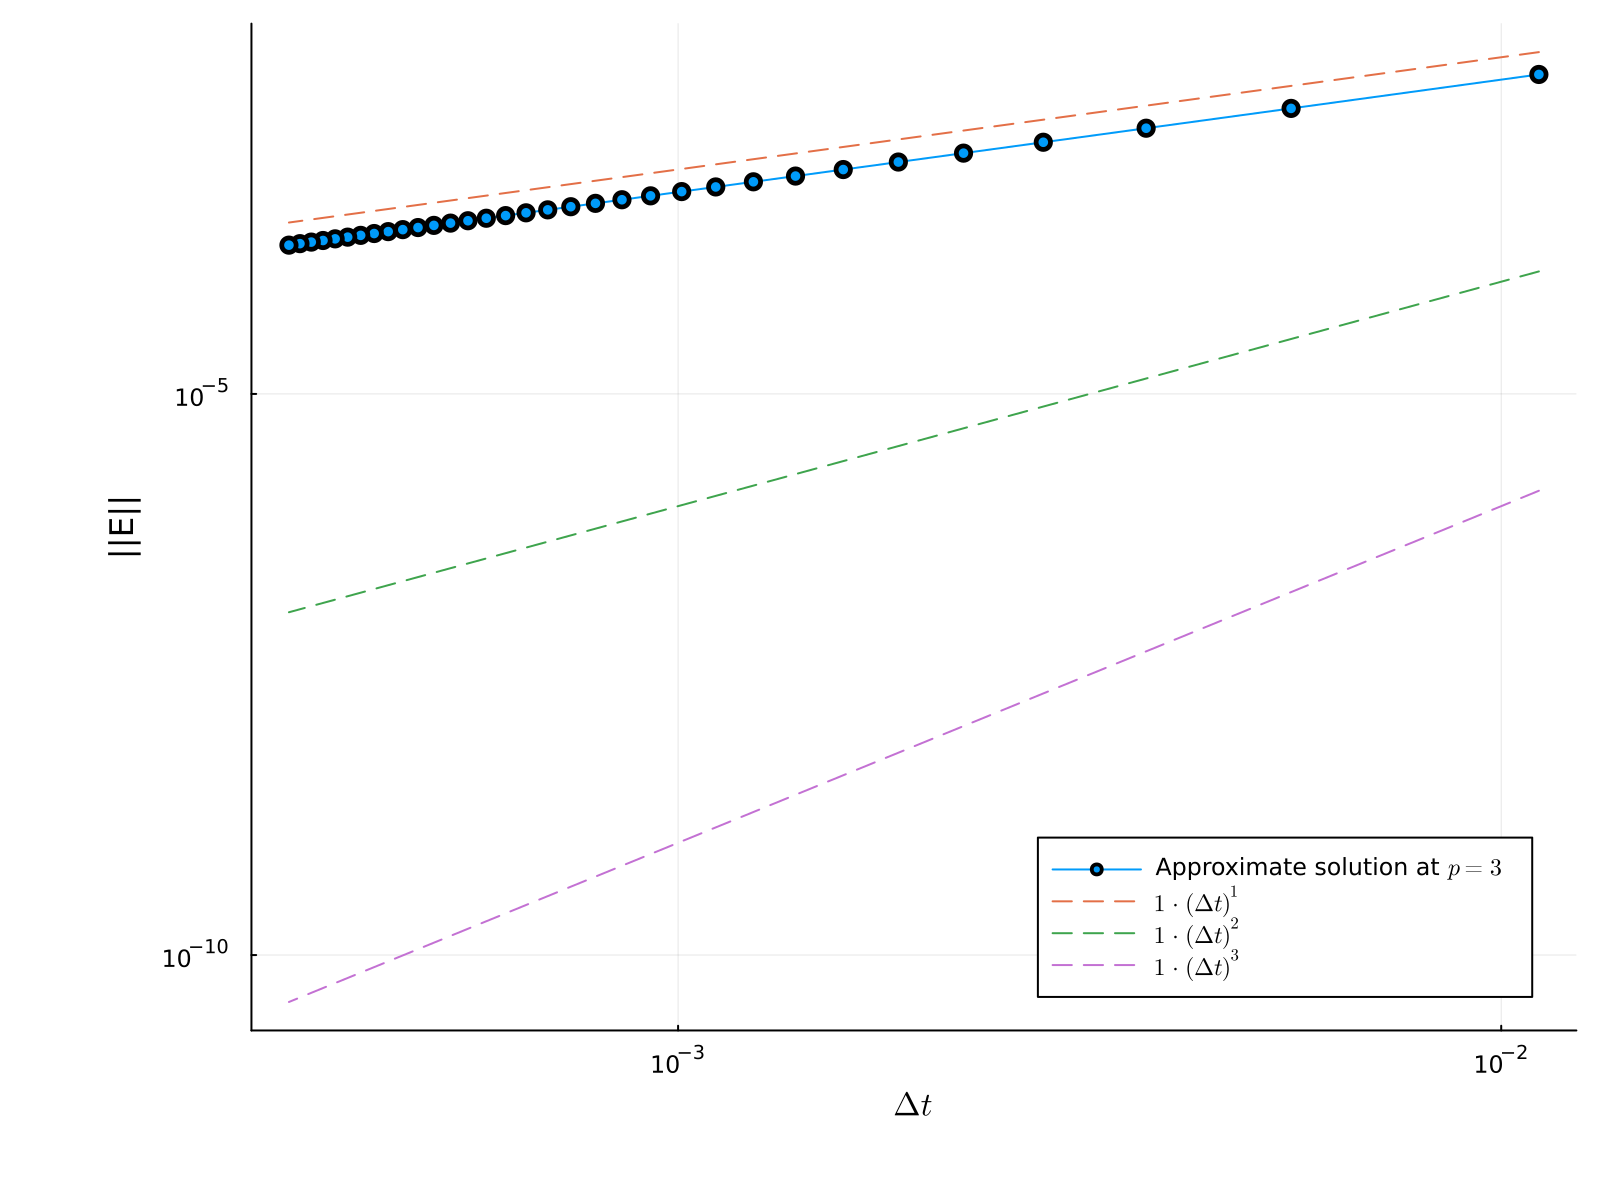 ||E||
10⁻⁵
10⁻¹⁰
Approximate solution at p = 3
1 · (Δt)¹
1 · (Δt)²
1 · (Δt)³
10⁻³
10⁻²
Δt